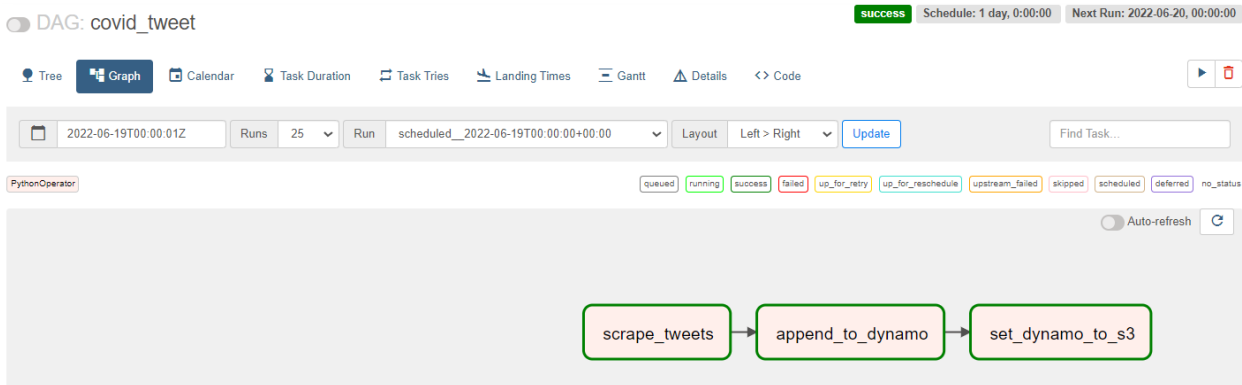 DAG: covid_tweet
success Schedule: 1 day, 0:00:00 Next Run: 2022-06-20, 00:00:00
Tree Graph Calendar Task Duration Task Tries Landing Times Gantt Details <> Code
2022-06-19T00:00:01Z Runs 25 Run scheduled__2022-06-19T00:00:00+00:00 Layout Left > Right Update Find Task...
PythonOperator queued running success failed up_for_retry up_for_reschedule upstream_failed skipped scheduled deferred no_status
Auto-refresh
scrape_tweets append_to_dynamo set_dynamo_to_s3